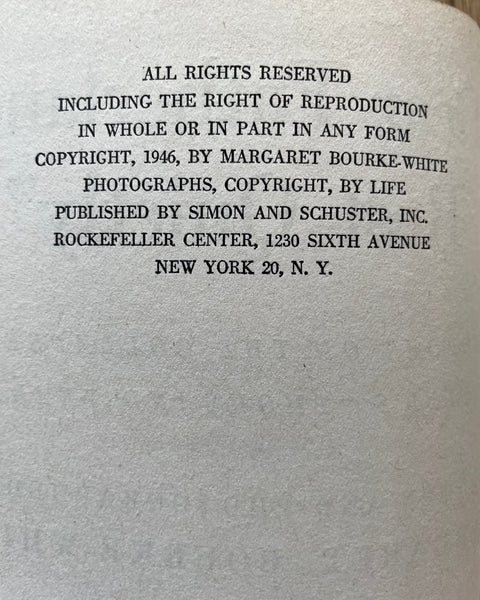 ALL RIGHTS RESERVED
INCLUDING THE RIGHT OF REPRODUCTION
IN WHOLE OR IN PART IN ANY FORM
COPYRIGHT, 1946, BY MARGARET BOURKE-WHITE
PHOTOGRAPHS, COPYRIGHT, BY LIFE
PUBLISHED BY SIMON AND SCHUSTER, INC.
ROCKEFELLER CENTER, 1230 SIXTH AVENUE
NEW YORK 20, N. Y.